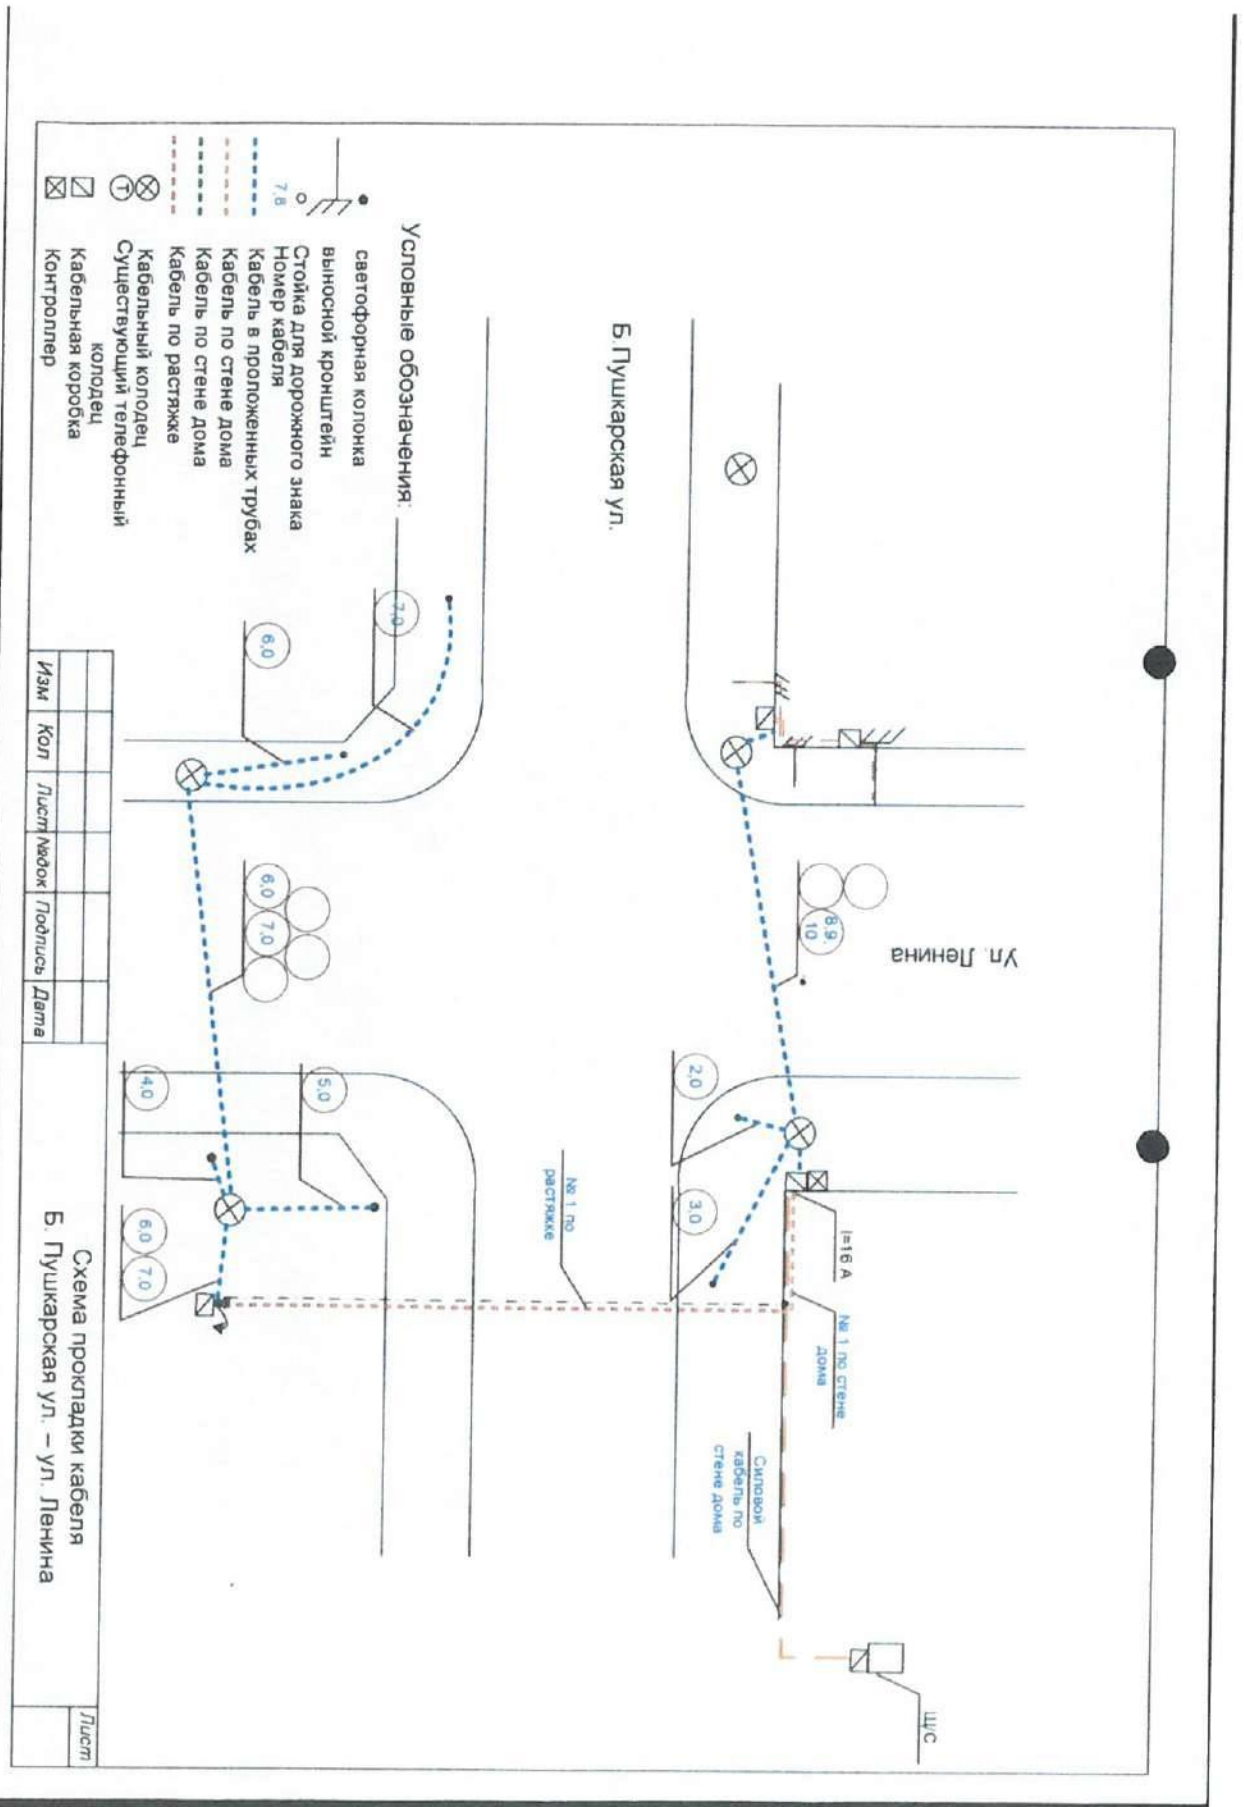 Б.Пушкарская ул.
Ул. Ленина
7,0
6,0
6,0
7,0
8,9,
10
2,0
3,0
4,0
5,0
6,0
7,0
№ 1 по
растяжке
I=16 А
№ 1 по стене
дома
Силовой
кабель по
стене дома
Щ/С
Условные обозначения:
светофорная колонка
выносной кронштейн
Стойка для дорожного знака
7,8
Номер кабеля
Кабель в проложенных трубах
Кабель по стене дома
Кабель по стене дома
Кабель по растяжке
Кабельный колодец
Т
Существующий телефонный
колодец
Кабельная коробка
Контроллер
Изм Кол Лист №док Подпись Дата
Схема прокладки кабеля
Б. Пушкарская ул. – ул. Ленина
Лист